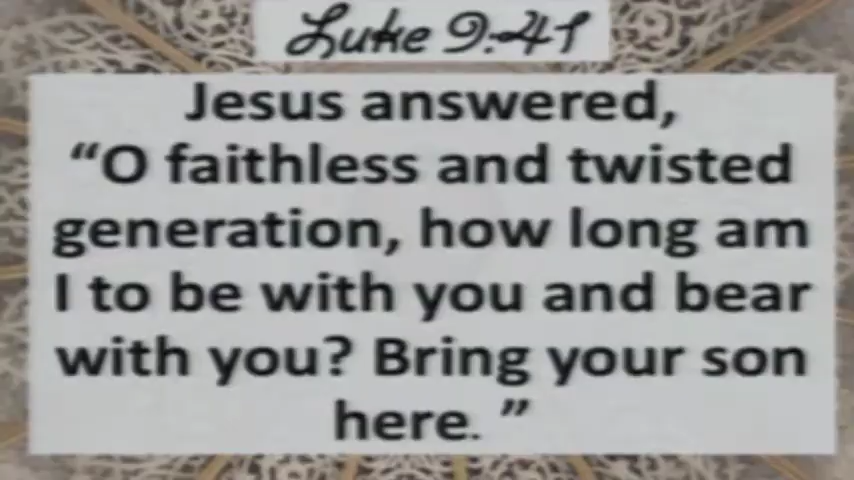 Luke 9:41
Jesus answered,
“O faithless and twisted
generation, how long am
I to be with you and bear
with you? Bring your son
here. ”